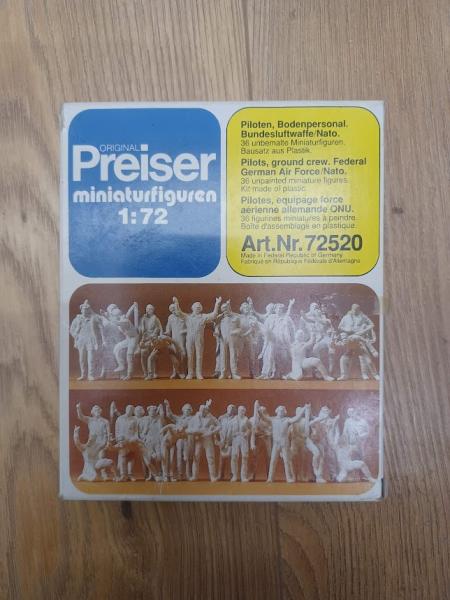 ORIGINAL
Preiser
miniaturfiguren
1:72
Piloten, Bodenpersonal.
Bundesluftwaffe/Nato.
36 unbemalte Miniaturfiguren.
Bausatz aus Plastik.
Pilots, ground crew. Federal
German Air Force/Nato.
36 unpainted miniature figures.
Kit made of plastic.
Pilotes, equipage force
aérienne allemande ONU.
36 figurines miniatures à peindre.
Boîte d'assemblage en plastique.
Art.Nr. 72520
Made in Federal Republic of Germany
Fabriqué en République Fédérale d'Allemagne